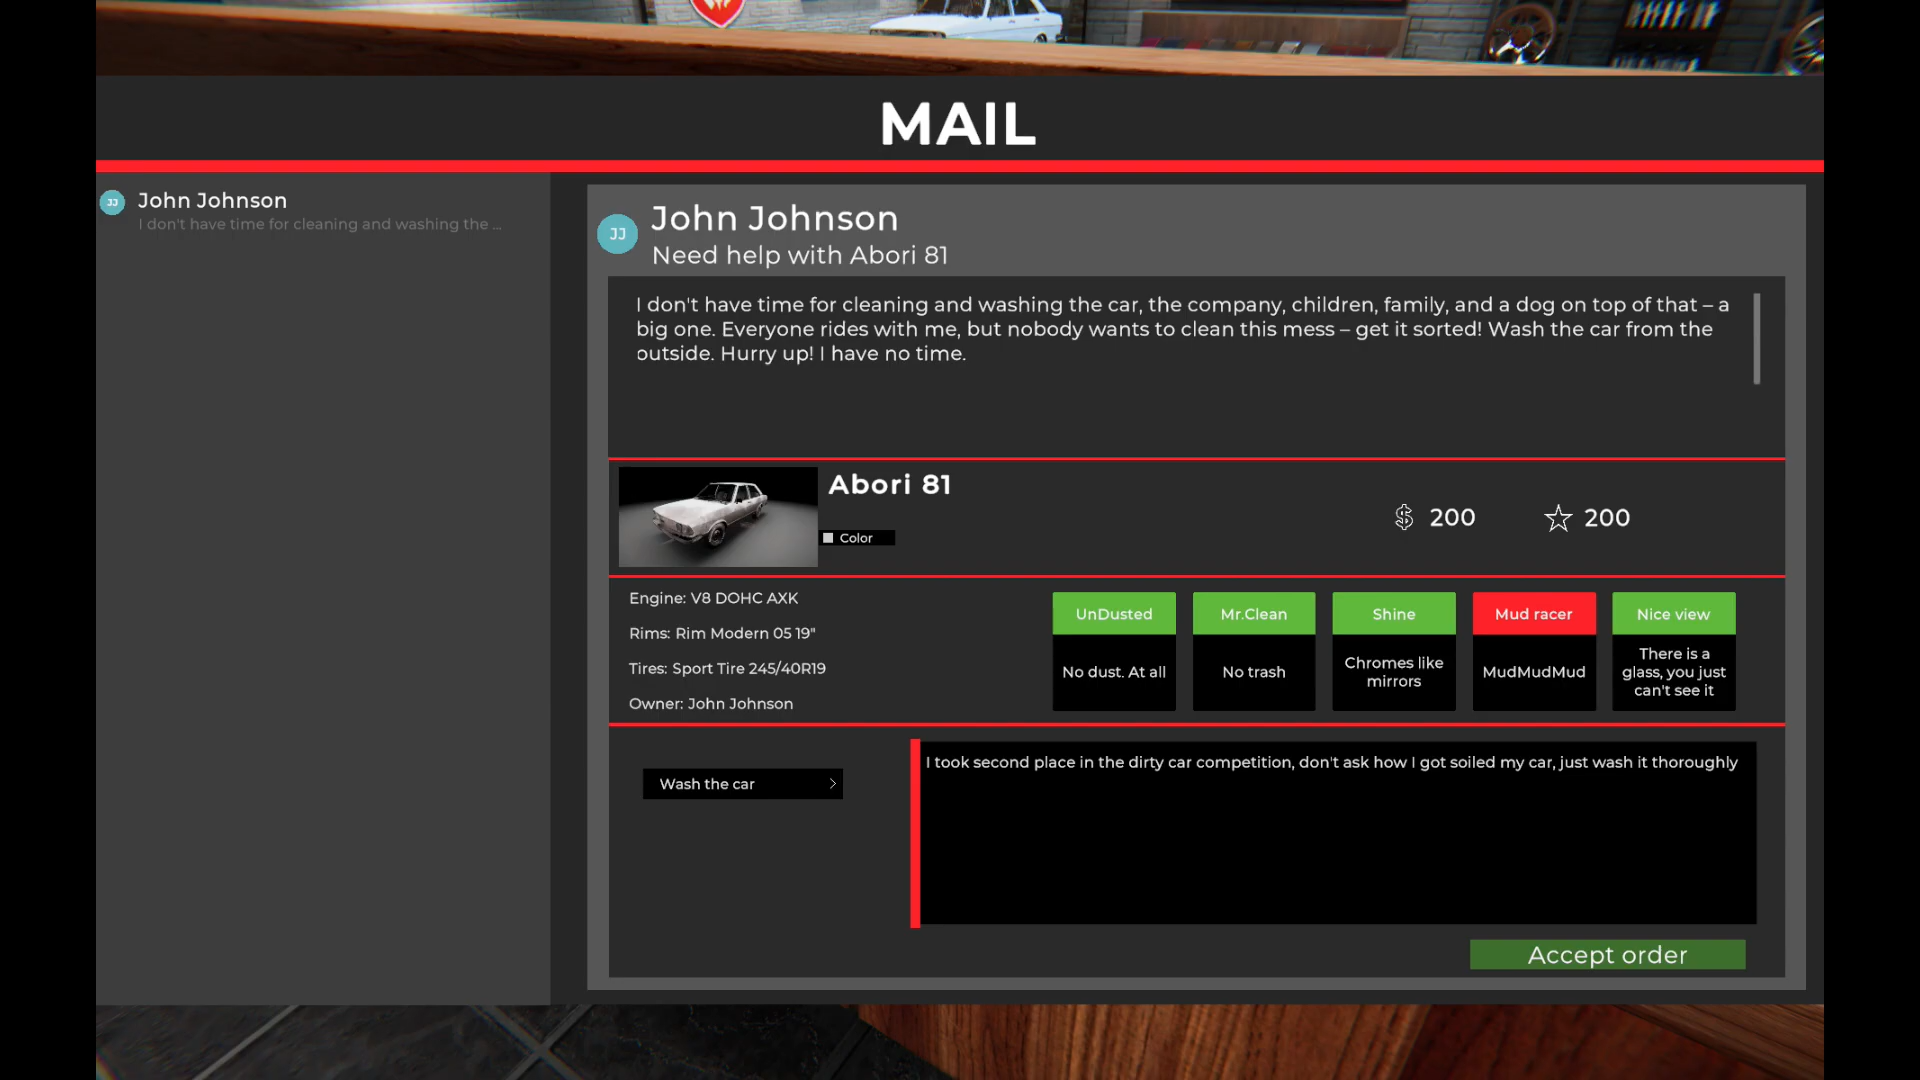 MAIL
JJ
John Johnson
I don't have time for cleaning and washing the ...
JJ
John Johnson
Need help with Abori 81
I don't have time for cleaning and washing the car, the company, children, family, and a dog on top of that – a
big one. Everyone rides with me, but nobody wants to clean this mess – get it sorted! Wash the car from the
outside. Hurry up! I have no time.
Abori 81
Color
$ 200
200
Engine: V8 DOHC AXK
Rims: Rim Modern 05 19"
Tires: Sport Tire 245/40R19
Owner: John Johnson
UnDusted
No dust. At all
Mr.Clean
No trash
Shine
Chromes like
mirrors
Mud racer
MudMudMud
Nice view
There is a
glass, you just
can't see it
Wash the car
I took second place in the dirty car competition, don't ask how I got soiled my car, just wash it thoroughly
Accept order